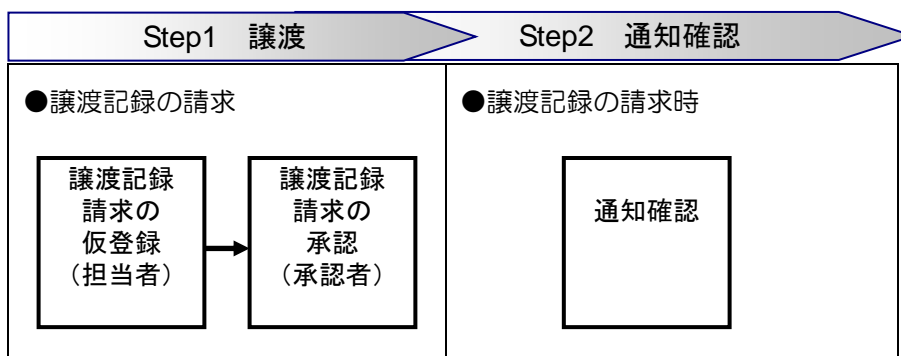 Step1 譲渡
Step2 通知確認
●譲渡記録の請求
●譲渡記録の請求時
譲渡記録
請求の
仮登録
(担当者)
譲渡記録
請求の
承認
(承認者)
通知確認